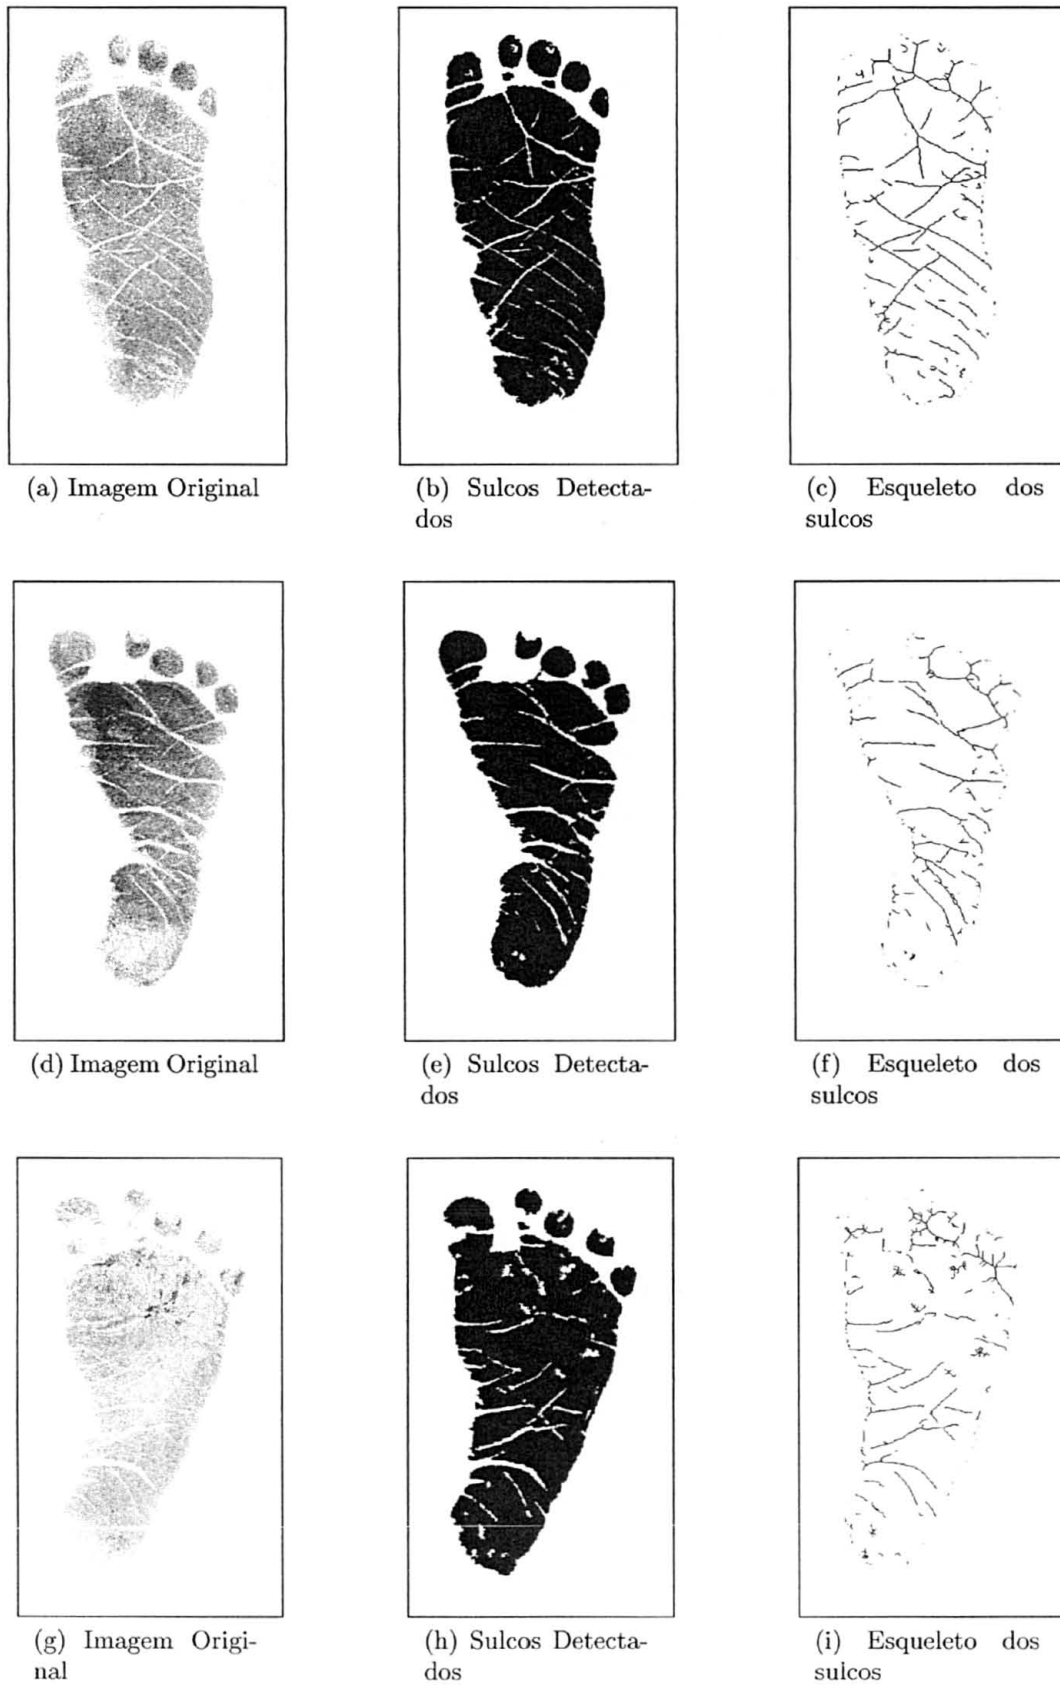 (a) Imagem Original
(b) Sulcos Detecta-
dos
(c) Esqueleto dos
sulcos
(d) Imagem Original
(e) Sulcos Detecta-
dos
(f) Esqueleto dos
sulcos
(g) Imagem Origi-
nal
(h) Sulcos Detecta-
dos
(i) Esqueleto dos
sulcos